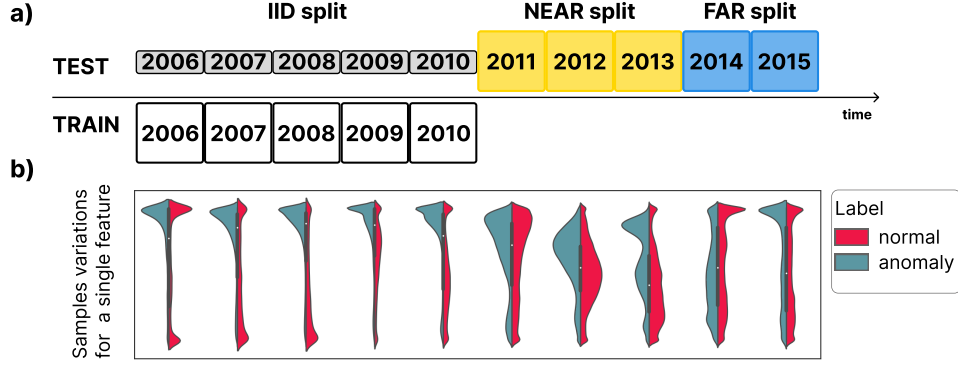 a)
IID split NEAR split FAR split
TEST 2006 2007 2008 2009 2010 2011 2012 2013 2014 2015
time
TRAIN 2006 2007 2008 2009 2010
b)
Samples variations
for a single feature
Label
normal
anomaly